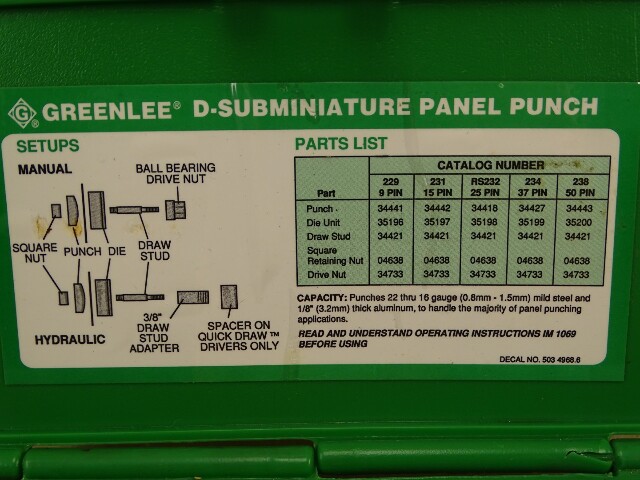 G
GREENLEE® D-SUBMINIATURE PANEL PUNCH
SETUPS
MANUAL
BALL BEARING
DRIVE NUT
SQUARE
NUT
PUNCH
DIE
DRAW
STUD
HYDRAULIC
3/8"
DRAW
STUD
ADAPTER
SPACER ON
QUICK DRAW™
DRIVERS ONLY
PARTS LIST
CATALOG NUMBER
Part 229 9 PIN 231 15 PIN RS232 25 PIN 234 37 PIN 238 50 PIN
Punch 34441 34442 34418 34427 34443
Die Unit 35196 35197 35198 35199 35200
Draw Stud 34421 34421 34421 34421 34421
Square
Retaining Nut 04638 04638 04638 04638 04638
Drive Nut 34733 34733 34733 34733 34733
CAPACITY: Punches 22 thru 16 gauge (0.8mm - 1.5mm) mild steel and
1/8" (3.2mm) thick aluminum, to handle the majority of panel punching
applications.
READ AND UNDERSTAND OPERATING INSTRUCTIONS IM 1069
BEFORE USING
DECAL NO. 503 4968.6